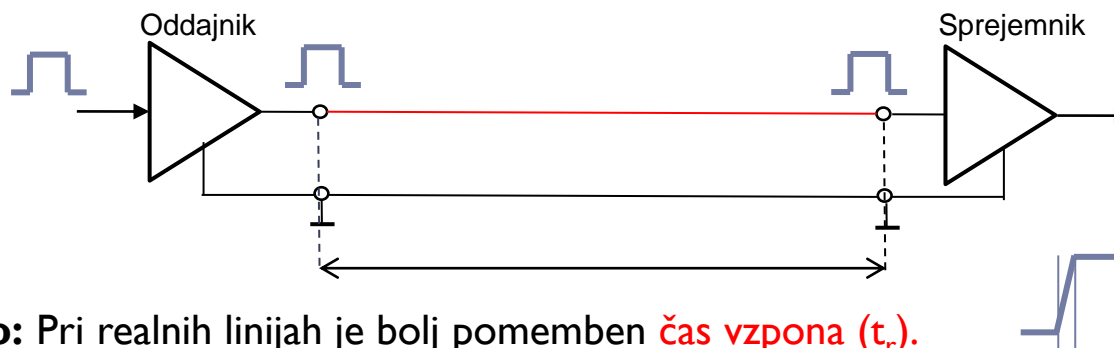 Oddajnik
Sprejemnik
o: Pri realnih linijah je bolj pomemben čas vzpona (tr).